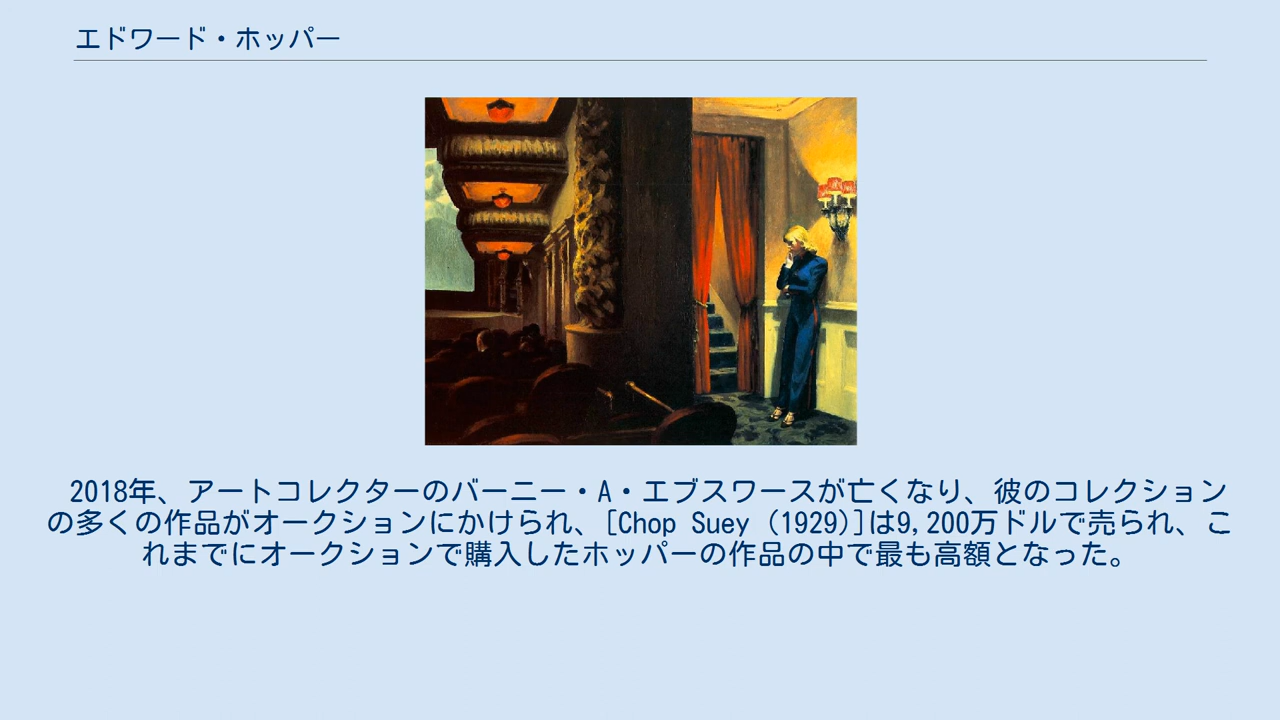 エドワード・ホッパー
2018年、アートコレクターのバーニー・A・エブスワースが亡くなり、彼のコレクション
の多くの作品がオークションにかけられ、[Chop Suey (1929)]は9,200万ドルで売られ、こ
れまでにオークションで購入したホッパーの作品の中で最も高額となった。